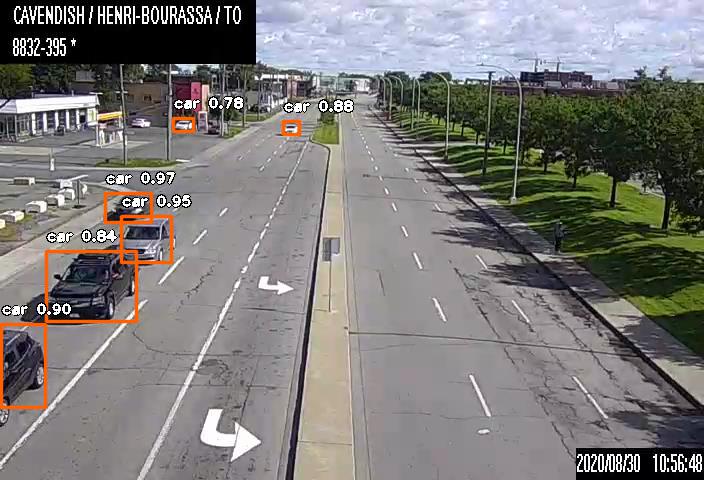 CAVENDISH / HENRI-BOURASSA / TO
8832-395 *
car 0.78
car 0.88
car 0.97
car 0.95
car 0.84
car 0.90
2020/08/30 10:56:48